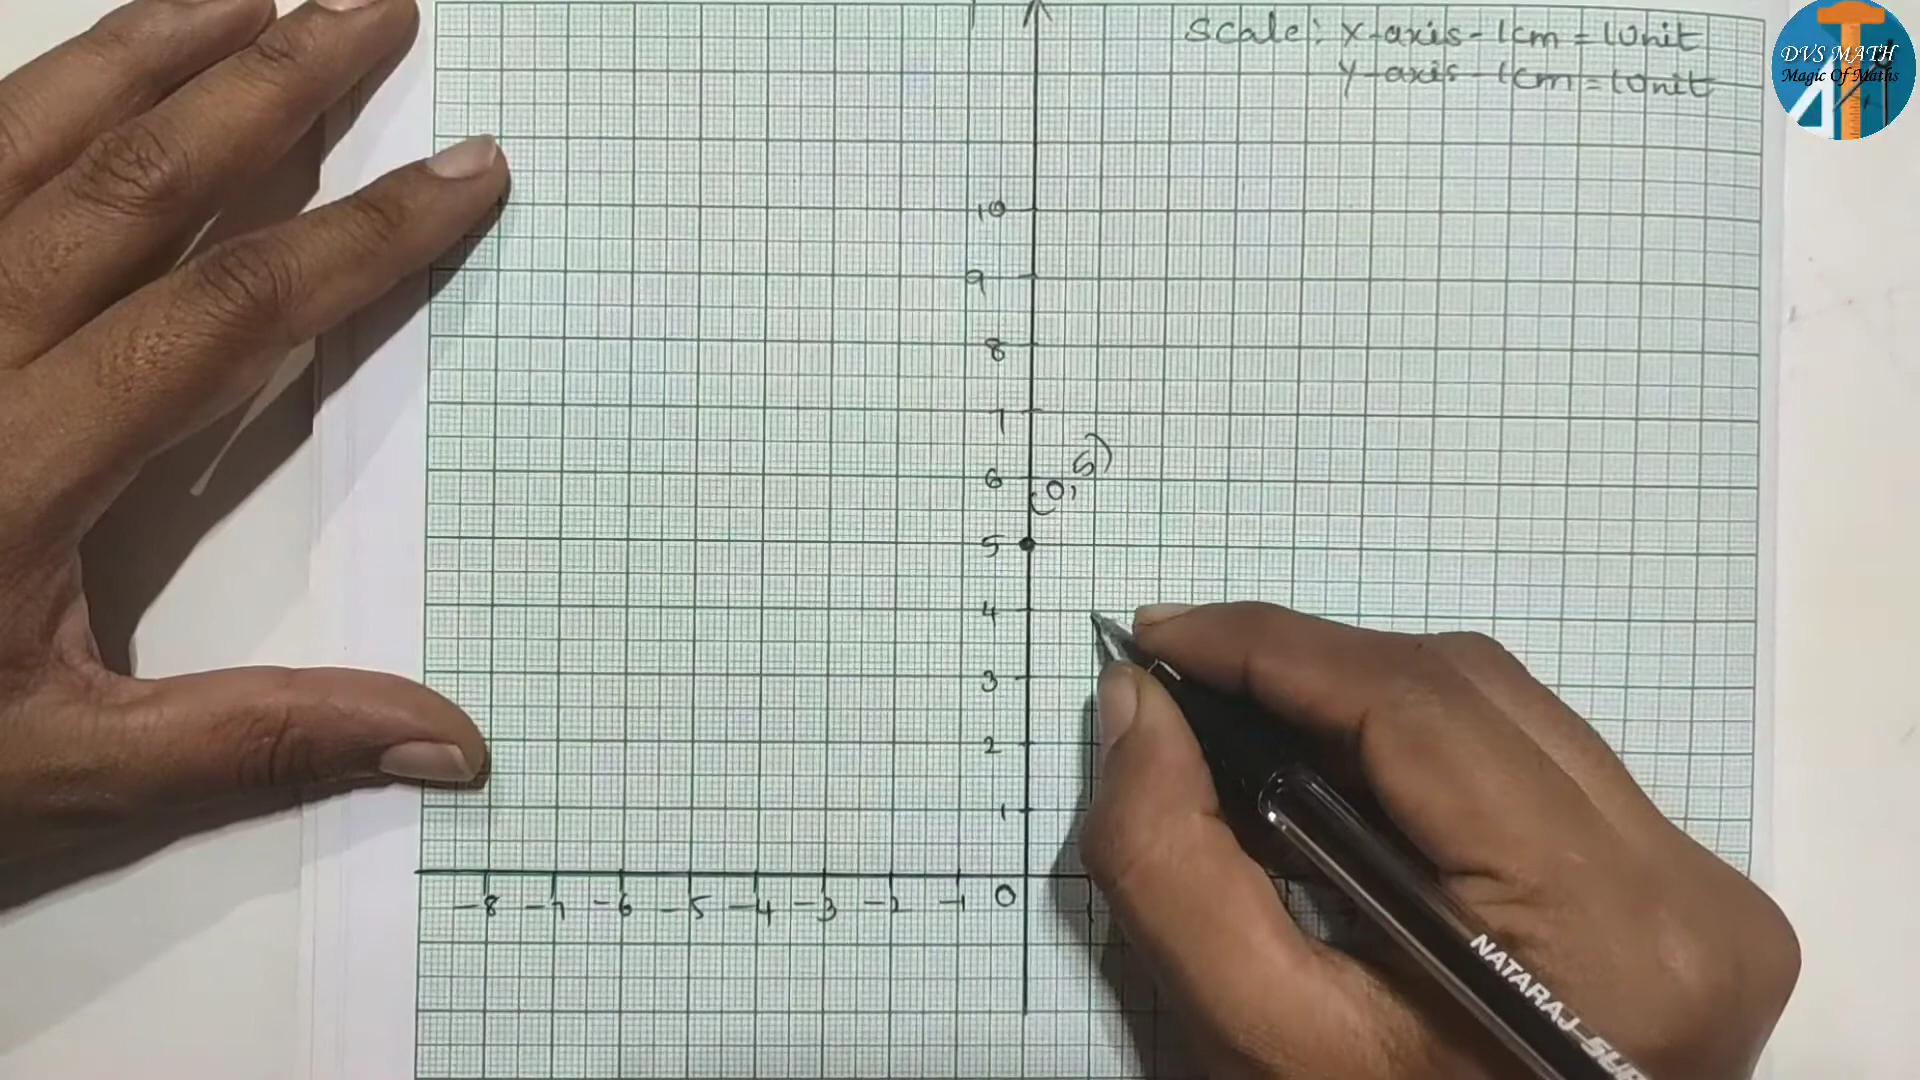 Scale: X-axis-1cm = 1Unit
Y-axis-1cm=1Unit
DVS MATH
Magic Of Maths
10
9
8
7
(0, 5)
6
5
4
3
2
1
-8 -7 -6 -5 -4 -3 -2 -1 0 1
NATARAJ